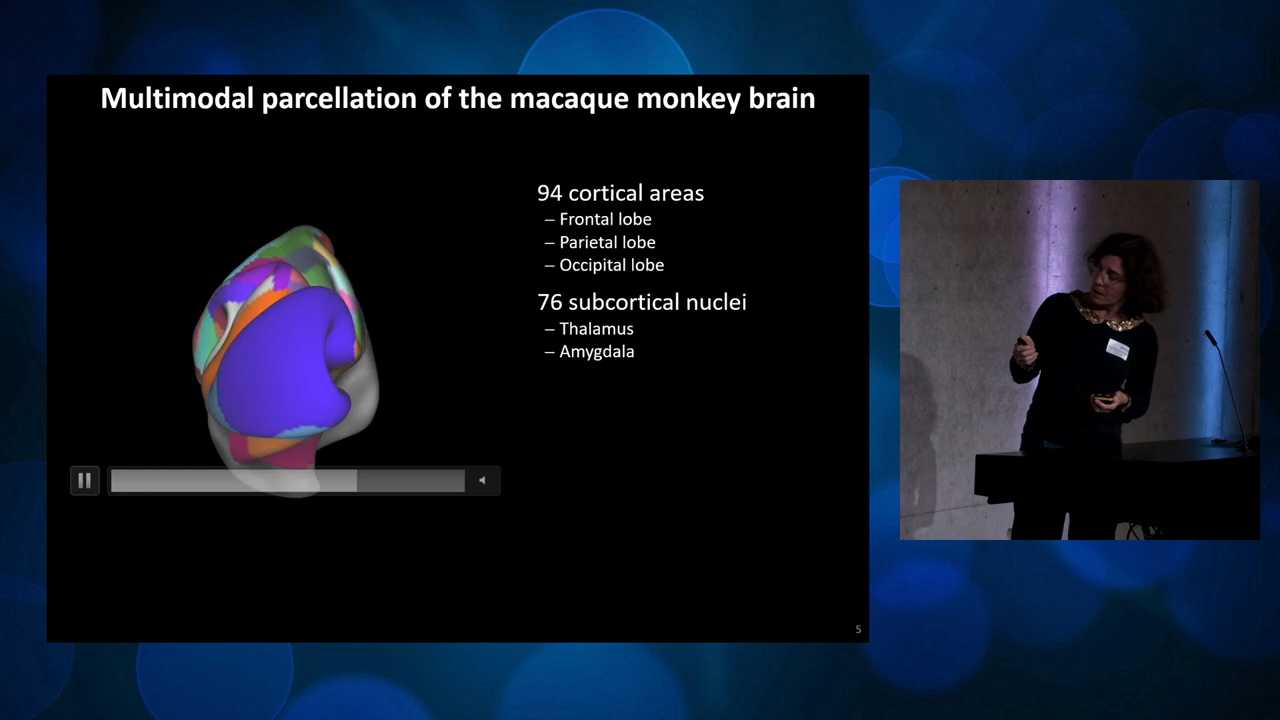 Multimodal parcellation of the macaque monkey brain
94 cortical areas
– Frontal lobe
– Parietal lobe
– Occipital lobe
76 subcortical nuclei
– Thalamus
– Amygdala
5